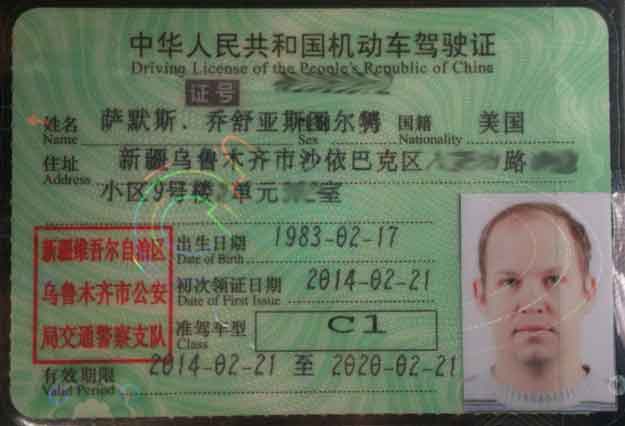 中华人民共和国机动车驾驶证
Driving License of the People's Republic of China
证号
姓名 萨默斯.乔舒亚斯 尔 国籍 美国
Name Sex Nationality
住址 新疆乌鲁木齐市沙依巴克区 路
Address
小区9号楼 单元 室
新疆维吾尔自治区
乌鲁木齐市公安
局交通警察支队
出生日期 1983-02-17
Date of Birth
初次领证日期 2014-02-21
Date of First Issue
准驾车型 C1
Class
有效期限 2014-02-21 至 2020-02-21
Valid Period